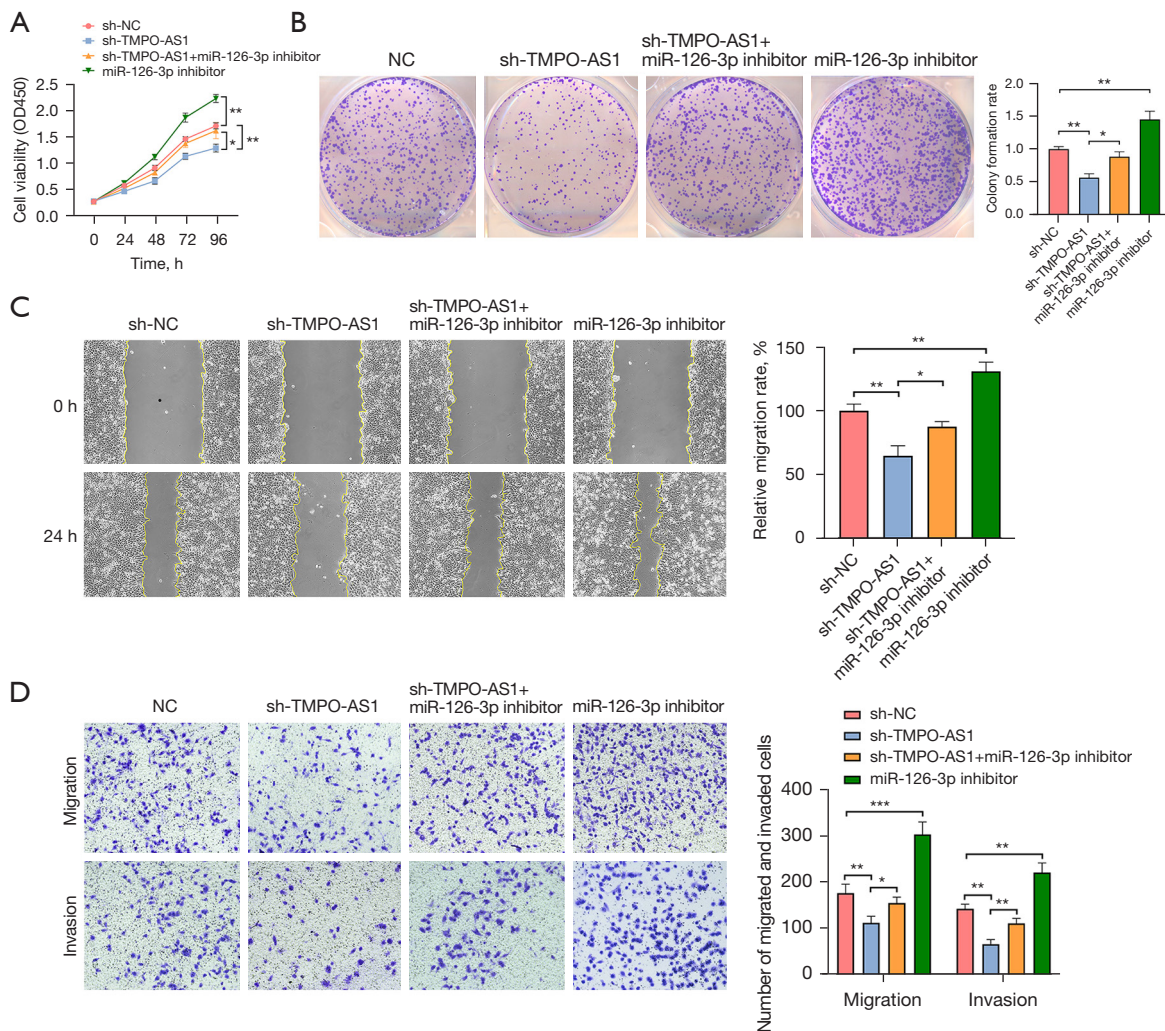 A
sh-NC
sh-TMPO-AS1
sh-TMPO-AS1+miR-126-3p inhibitor
miR-126-3p inhibitor
Cell viability (OD450)
2.5
2.0
1.5
1.0
0.5
0.0
**
*
**
0 24 48 72 96
Time, h
B
NC
sh-TMPO-AS1
sh-TMPO-AS1+
miR-126-3p inhibitor
miR-126-3p inhibitor
Colony formation rate
2.0
1.5
1.0
0.5
0.0
**
**
*
sh-NC
sh-TMPO-AS1
sh-TMPO-AS1+
miR-126-3p inhibitor
miR-126-3p inhibitor
C
sh-NC
sh-TMPO-AS1
sh-TMPO-AS1+
miR-126-3p inhibitor
miR-126-3p inhibitor
0 h
24 h
Relative migration rate, %
150
100
50
0
**
**
*
sh-NC
sh-TMPO-AS1
sh-TMPO-AS1+
miR-126-3p inhibitor
miR-126-3p inhibitor
D
NC
sh-TMPO-AS1
sh-TMPO-AS1+
miR-126-3p inhibitor
miR-126-3p inhibitor
Migration
Invasion
sh-NC
sh-TMPO-AS1
sh-TMPO-AS1+miR-126-3p inhibitor
miR-126-3p inhibitor
Number of migrated and invaded cells
400
300
200
100
0
***
**
*
**
**
**
Migration
Invasion